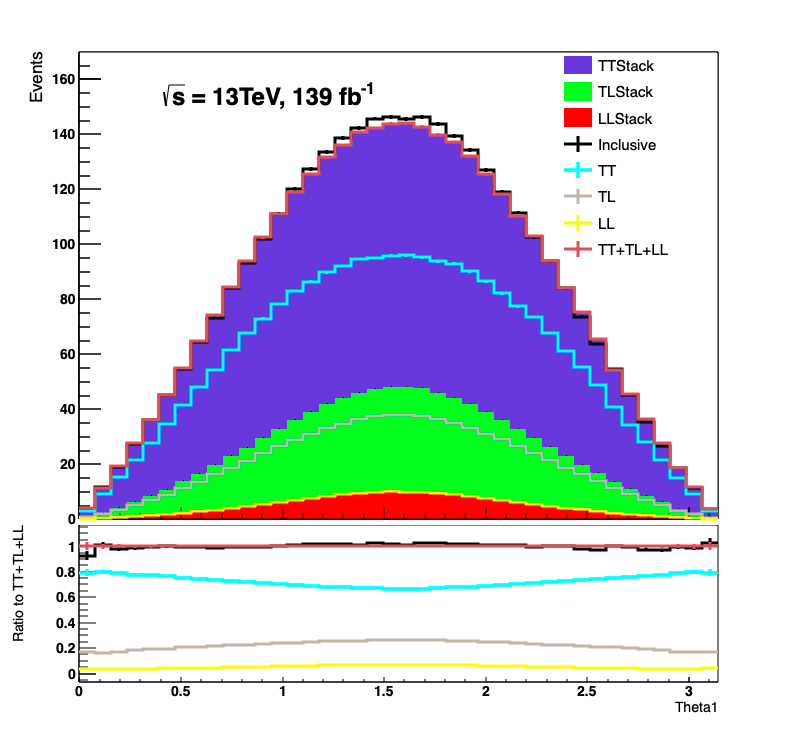 Events
160
140
120
100
80
60
40
20
0
√s = 13TeV, 139 fb⁻¹
TTStack
TLStack
LLStack
Inclusive
TT
TL
LL
TT+TL+LL
Ratio to TT+TL+LL
1
0.8
0.6
0.4
0.2
0
0 0.5 1 1.5 2 2.5 3
Theta1